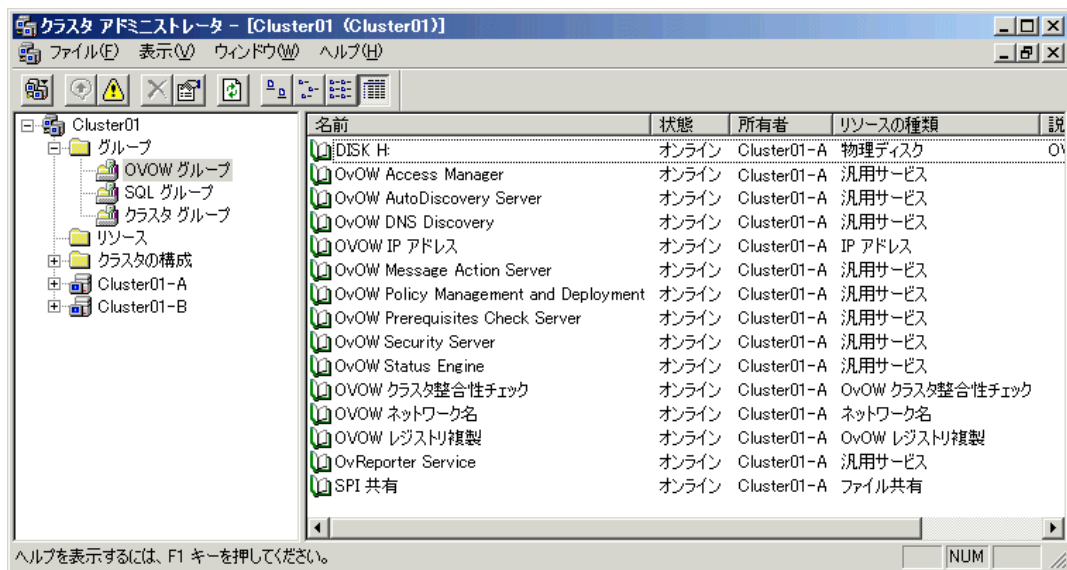 クラスタ アドミニストレータ - [Cluster01 (Cluster01)]
ファイル(F) 表示(V) ウィンドウ(W) ヘルプ(H)
Cluster01
グループ
OVOW グループ
SQL グループ
クラスタ グループ
リソース
クラスタの構成
Cluster01-A
Cluster01-B
名前 状態 所有者 リソースの種類 説
DISK H: オンライン Cluster01-A 物理ディスク OV
OvOW Access Manager オンライン Cluster01-A 汎用サービス
OvOW AutoDiscovery Server オンライン Cluster01-A 汎用サービス
OvOW DNS Discovery オンライン Cluster01-A 汎用サービス
OVOW IP アドレス オンライン Cluster01-A IP アドレス
OvOW Message Action Server オンライン Cluster01-A 汎用サービス
OvOW Policy Management and Deployment オンライン Cluster01-A 汎用サービス
OvOW Prerequisites Check Server オンライン Cluster01-A 汎用サービス
OvOW Security Server オンライン Cluster01-A 汎用サービス
OvOW Status Engine オンライン Cluster01-A 汎用サービス
OVOW クラスタ整合性チェック オンライン Cluster01-A OvOW クラスタ整合性チェック
OVOW ネットワーク名 オンライン Cluster01-A ネットワーク名
OVOW レジストリ複製 オンライン Cluster01-A OvOW レジストリ複製
OvReporter Service オンライン Cluster01-A 汎用サービス
SPI 共有 オンライン Cluster01-A ファイル共有
ヘルプを表示するには、F1 キーを押してください。 NUM